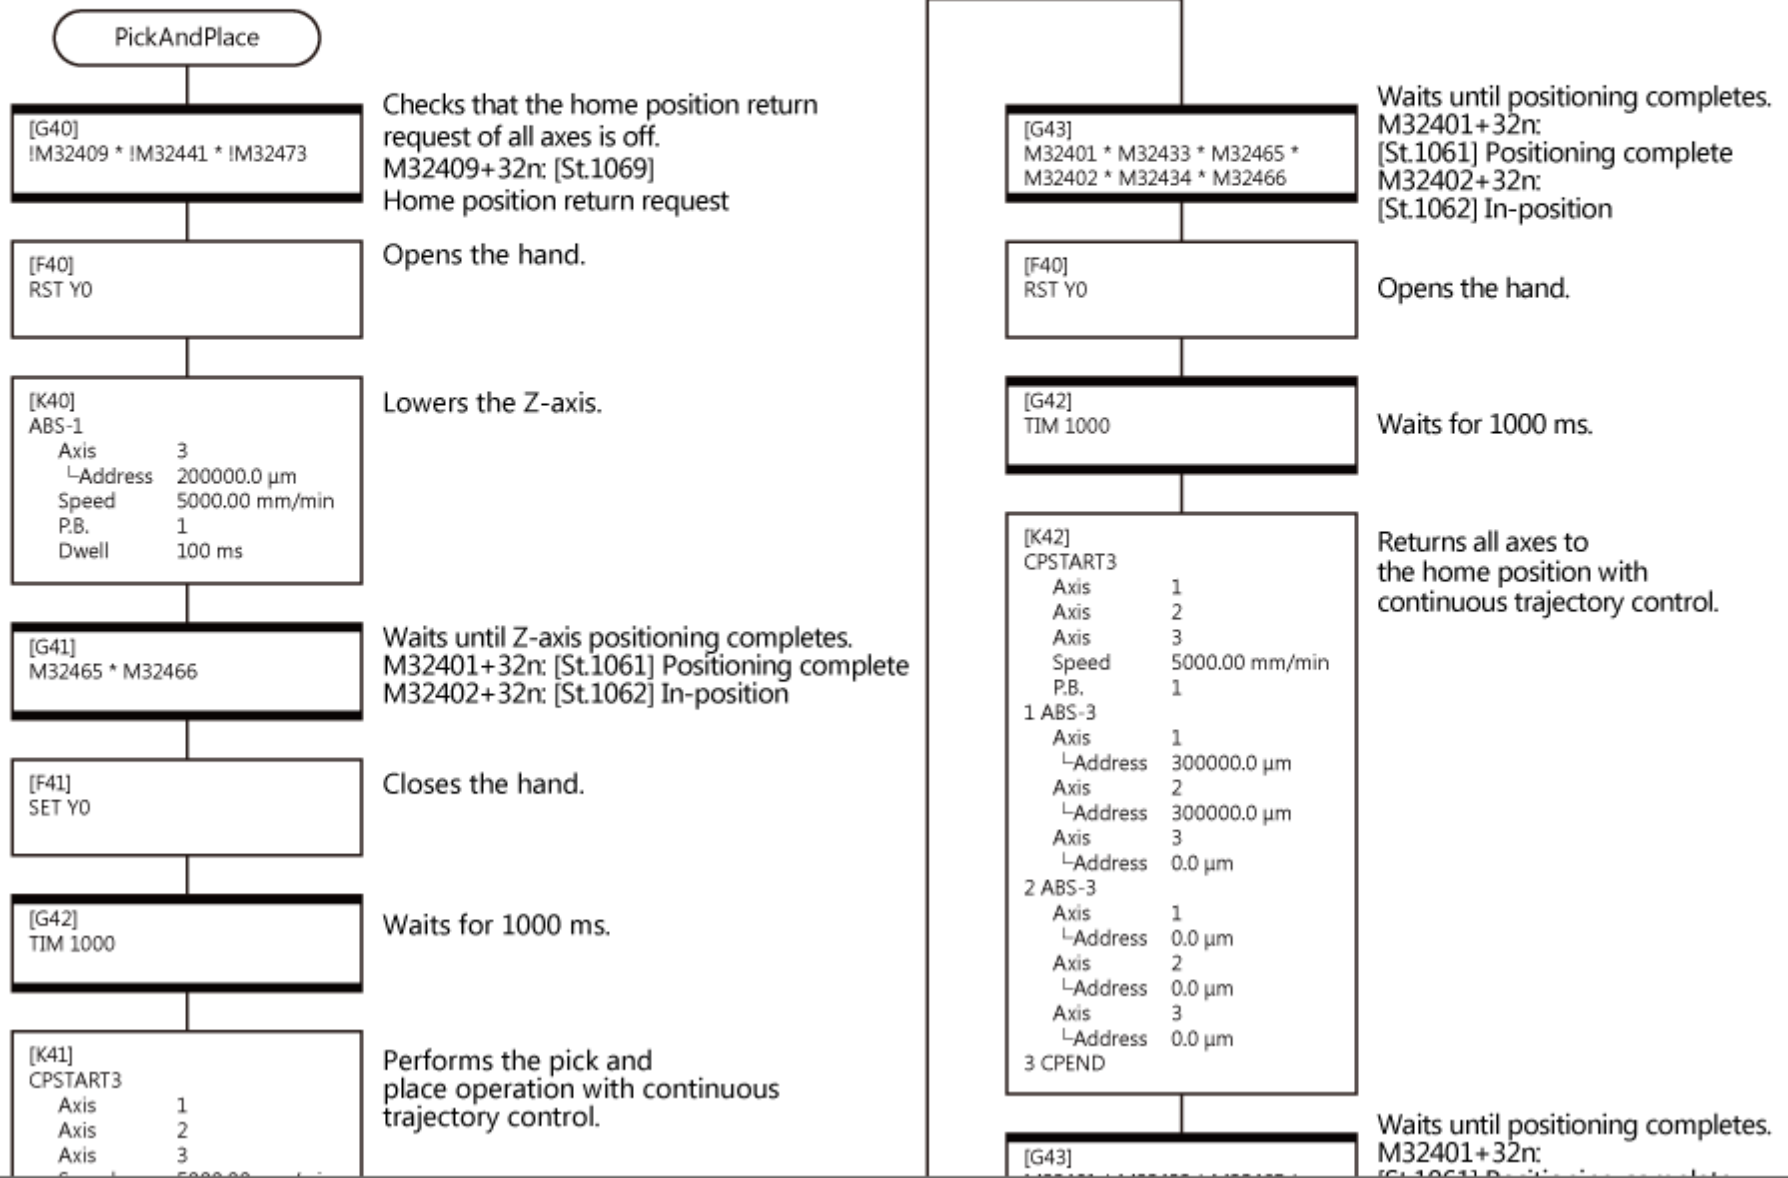 PickAndPlace
[G40]
!M32409 * !M32441 * !M32473
Checks that the home position return
request of all axes is off.
M32409+32n: [St.1069]
Home position return request
[F40]
RST Y0
Opens the hand.
[K40]
ABS-1
Axis 3
└Address 200000.0 µm
Speed 5000.00 mm/min
P.B. 1
Dwell 100 ms
Lowers the Z-axis.
[G41]
M32465 * M32466
Waits until Z-axis positioning completes.
M32401+32n: [St.1061] Positioning complete
M32402+32n: [St.1062] In-position
[F41]
SET Y0
Closes the hand.
[G42]
TIM 1000
Waits for 1000 ms.
[K41]
CPSTART3
Axis 1
Axis 2
Axis 3
Performs the pick and
place operation with continuous
trajectory control.
[G43]
M32401 * M32433 * M32465 *
M32402 * M32434 * M32466
Waits until positioning completes.
M32401+32n:
[St.1061] Positioning complete
M32402+32n:
[St.1062] In-position
[F40]
RST Y0
Opens the hand.
[G42]
TIM 1000
Waits for 1000 ms.
[K42]
CPSTART3
Axis 1
Axis 2
Axis 3
Speed 5000.00 mm/min
P.B. 1
1 ABS-3
Axis 1
└Address 300000.0 µm
Axis 2
└Address 300000.0 µm
Axis 3
└Address 0.0 µm
2 ABS-3
Axis 1
└Address 0.0 µm
Axis 2
└Address 0.0 µm
Axis 3
└Address 0.0 µm
3 CPEND
Returns all axes to
the home position with
continuous trajectory control.
[G43]
Waits until positioning completes.
M32401+32n: